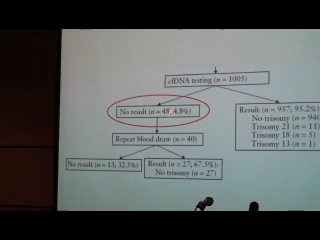 cfDNA testing (n = 1005)
No result (n = 48; 4.8%)
Result (n = 957; 95.2%)
No trisomy (n = 940
Trisomy 21 (n = 11)
Trisomy 18 (n = 5)
Trisomy 13 (n = 1)
Repeat blood draw (n = 40)
No result (n = 13; 32.5%)
Result (n = 27; 67.5%):
No trisomy (n = 27)